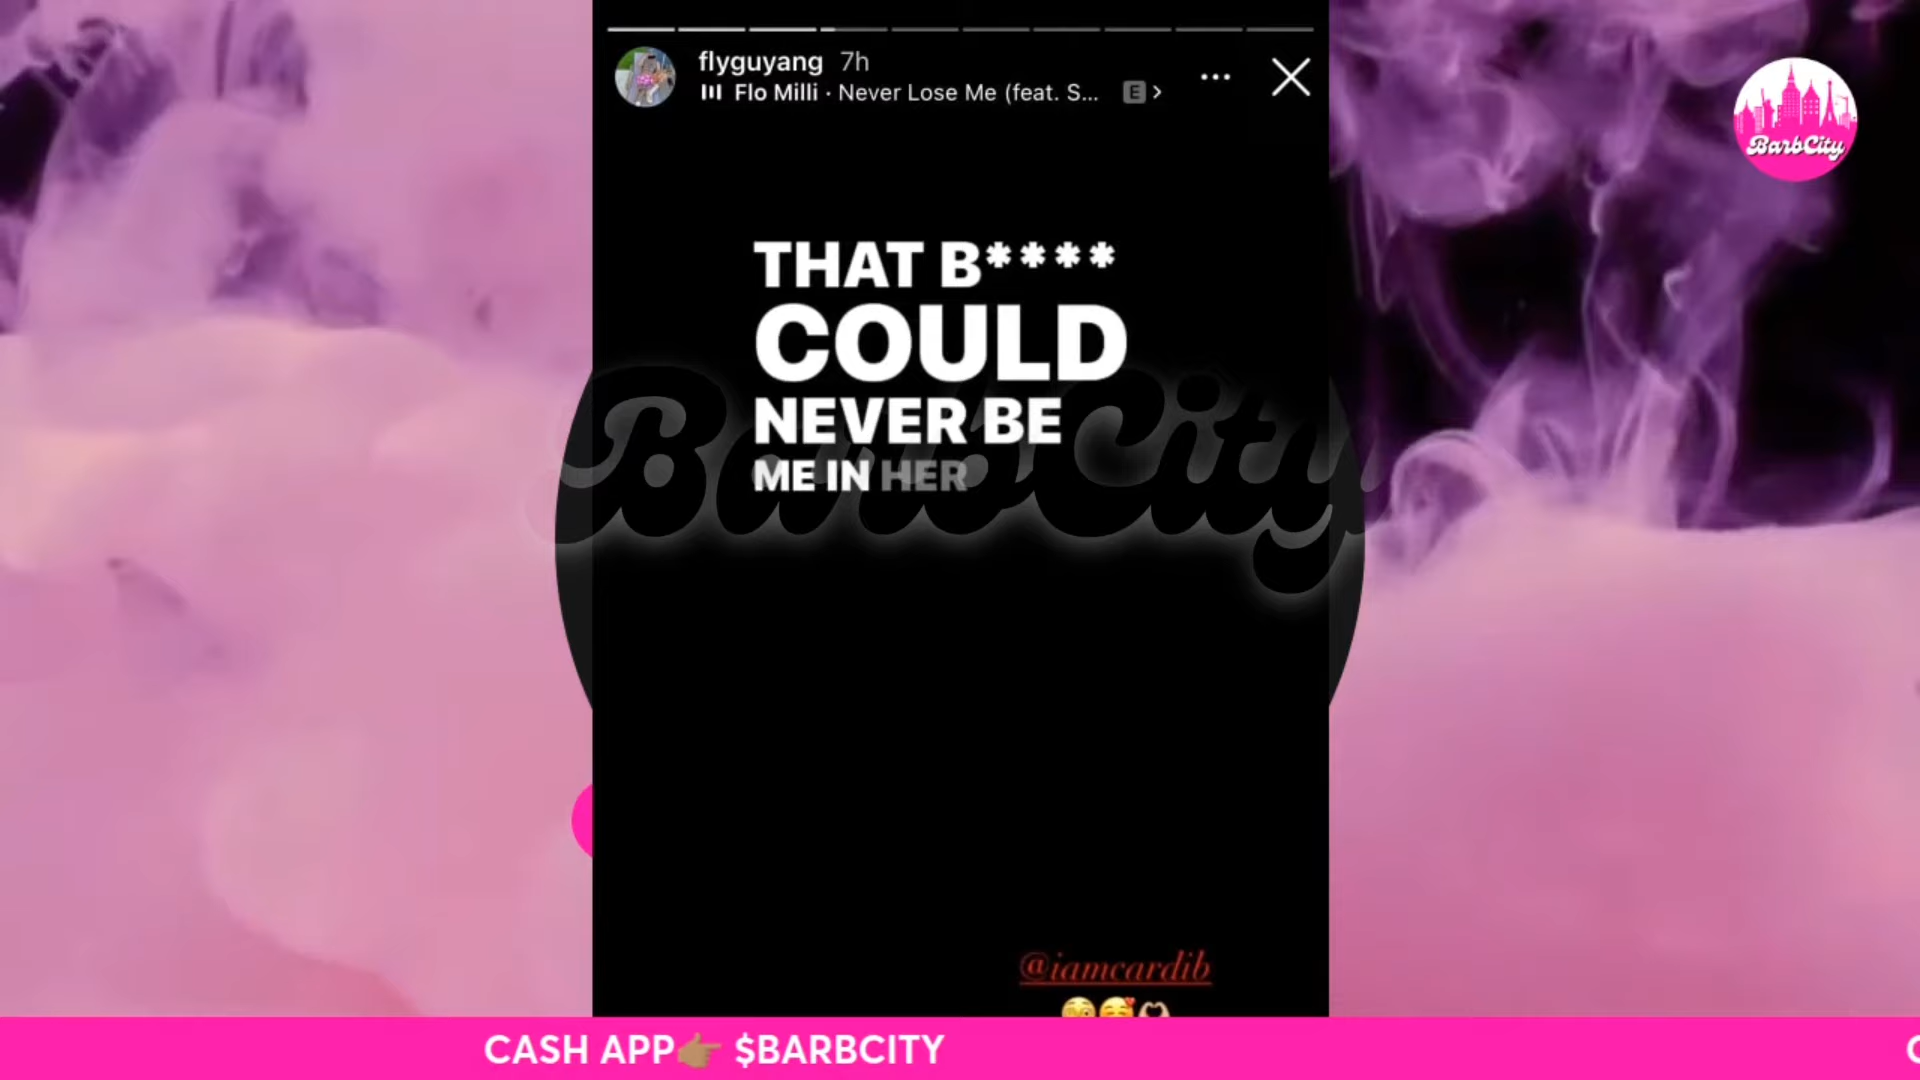 flyguyang 7h
Flo Milli · Never Lose Me (feat. S... E
BarbCity
THAT B****
COULD
NEVER BE
ME IN HER
BarbCity
@iamcardib
CASH APP👉🏽 $BARBCITY